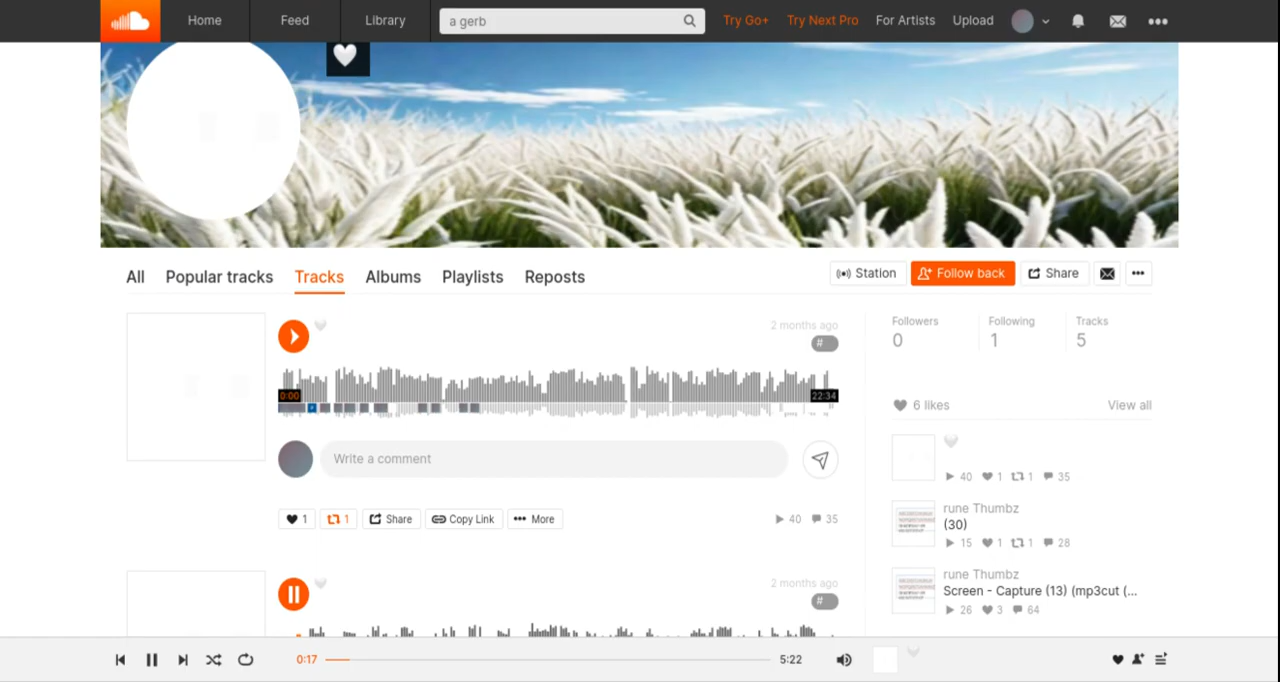 Home Feed Library a gerb Try Go+ Try Next Pro For Artists Upload
All Popular tracks Tracks Albums Playlists Reposts Station Follow back Share
2 months ago
#
0:00 22:34
Write a comment
1 1 Share Copy Link More 40 35
2 months ago
#
Followers Following Tracks
0 1 5
6 likes View all
40 1 1 35
rune Thumbz
(30)
15 1 1 28
rune Thumbz
Screen - Capture (13) (mp3cut (...
26 3 64
0:17 5:22